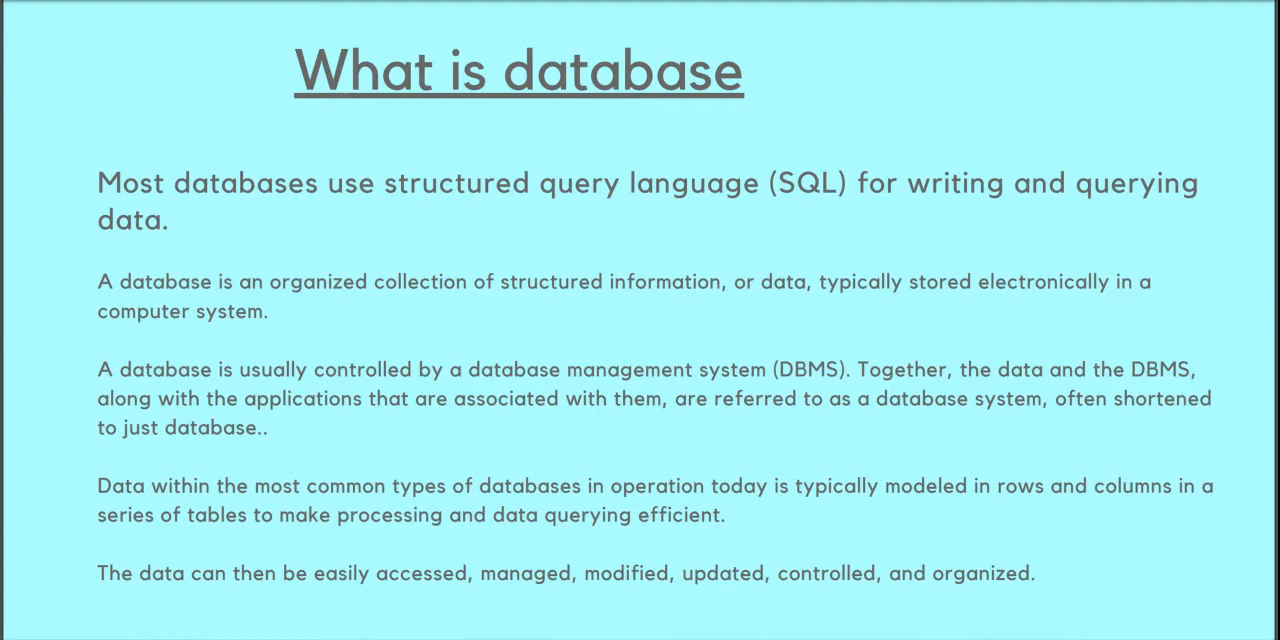 What is database
Most databases use structured query language (SQL) for writing and querying
data.
A database is an organized collection of structured information, or data, typically stored electronically in a
computer system.
A database is usually controlled by a database management system (DBMS). Together, the data and the DBMS,
along with the applications that are associated with them, are referred to as a database system, often shortened
to just database..
Data within the most common types of databases in operation today is typically modeled in rows and columns in a
series of tables to make processing and data querying efficient.
The data can then be easily accessed, managed, modified, updated, controlled, and organized.